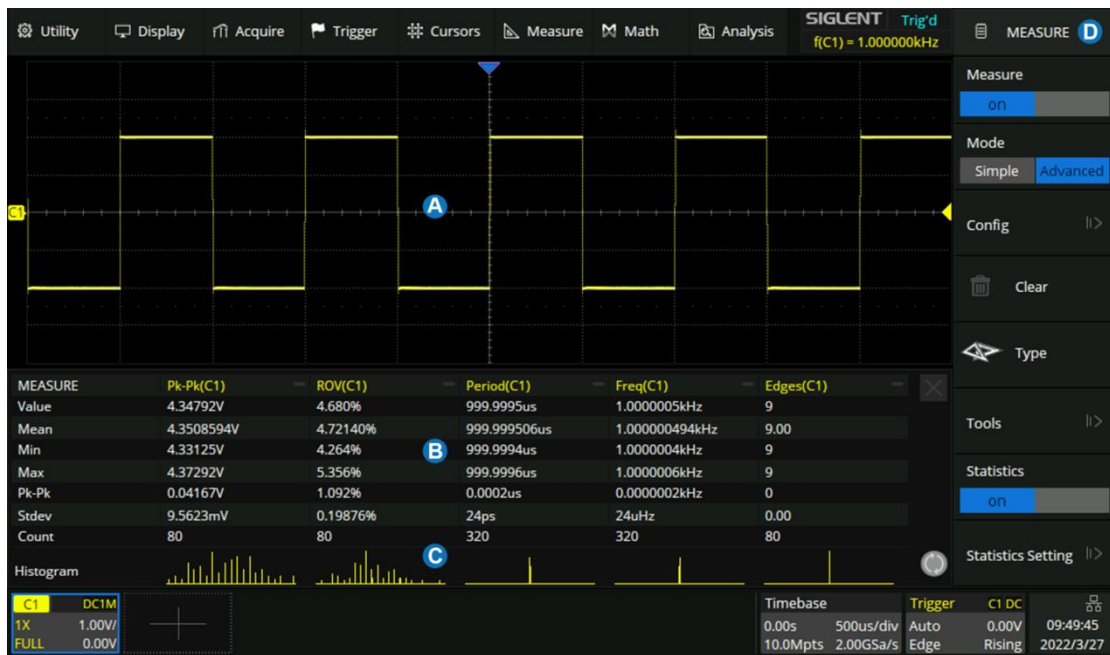 Utility Display Acquire Trigger Cursors Measure Math Analysis SIGLENT Trig'd
f(C1) = 1.000000kHz
MEASURE D
Measure
on
Mode
Simple Advanced
Config
Clear
Type
Tools
Statistics
on
Statistics Setting
C1
A
MEASURE Pk-Pk(C1) ROV(C1) Period(C1) Freq(C1) Edges(C1)
Value 4.34792V 4.680% 999.9995us 1.0000005kHz 9
Mean 4.3508594V 4.72140% 999.999506us 1.000000494kHz 9.00
Min 4.33125V 4.264% B 999.9994us 1.0000004kHz 9
Max 4.37292V 5.356% 999.9996us 1.0000006kHz 9
Pk-Pk 0.04167V 1.092% 0.0002us 0.0000002kHz 0
Stdev 9.5623mV 0.19876% 24ps 24uHz 0.00
Count 80 80 320 320 80
Histogram C
C1 DC1M
1X 1.00V/
FULL 0.00V
Timebase
0.00s 500us/div
10.0Mpts 2.00GSa/s
Trigger C1 DC
Auto 0.00V
Edge Rising
09:49:45
2022/3/27